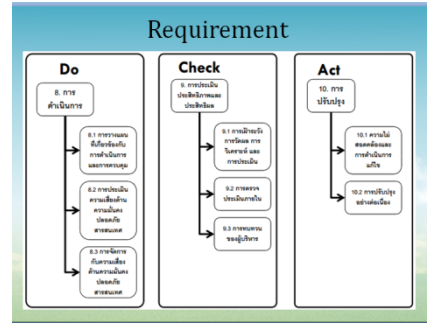 Requirement
Do
8. การ
ดำเนินการ
8.1 การวางแผน
ที่เกี่ยวข้องกับ
การดำเนินการ
และการควบคุม
8.2 การประเมิน
ความเสี่ยงด้าน
ความมั่นคง
ปลอดภัย
สารสนเทศ
8.3 การจัดการ
กับความเสี่ยง
ด้านความมั่นคง
ปลอดภัย
สารสนเทศ
Check
9. การประเมิน
ประสิทธิภาพและ
ประสิทธิผล
9.1 การเฝ้าระวัง
การวัดผล การ
วิเคราะห์ และ
การประเมิน
9.2 การตรวจ
ประเมินภายใน
9.3 การทบทวน
ของผู้บริหาร
Act
10. การ
ปรับปรุง
10.1 ความไม่
สอดคล้องและ
การดำเนินการ
แก้ไข
10.2 การปรับปรุง
อย่างต่อเนื่อง